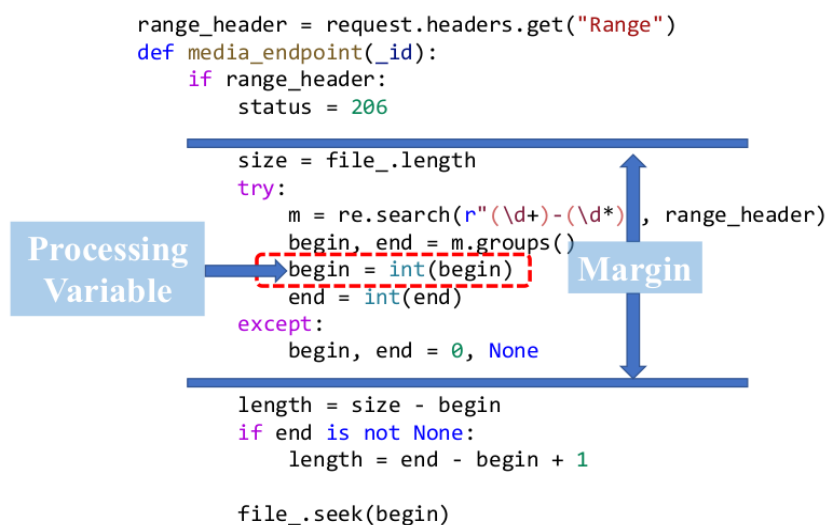 range_header = request.headers.get("Range")
def media_endpoint(_id):
    if range_header:
        status = 206
        size = file_.length
        try:
            m = re.search(r"(\d+)-(\d*) , range_header)
            begin, end = m.groups()
Processing
Variable
            begin = int(begin)
Margin
            end = int(end)
        except:
            begin, end = 0, None
        length = size - begin
        if end is not None:
            length = end - begin + 1
        file_.seek(begin)